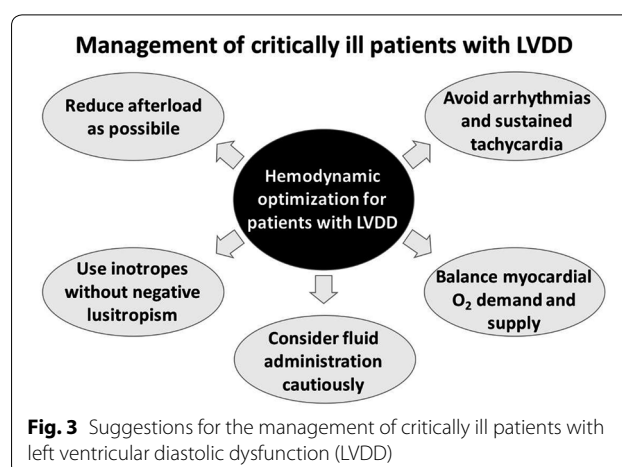 Management of critically ill patients with LVDD
Reduce afterload
as possibile
Avoid arrhythmias
and sustained
tachycardia
Hemodynamic
optimization for
patients with LVDD
Use inotropes
without negative
lusitropism
Balance myocardial
O₂ demand and
supply
Consider fluid
administration
cautiously
Fig. 3 Suggestions for the management of critically ill patients with
left ventricular diastolic dysfunction (LVDD)